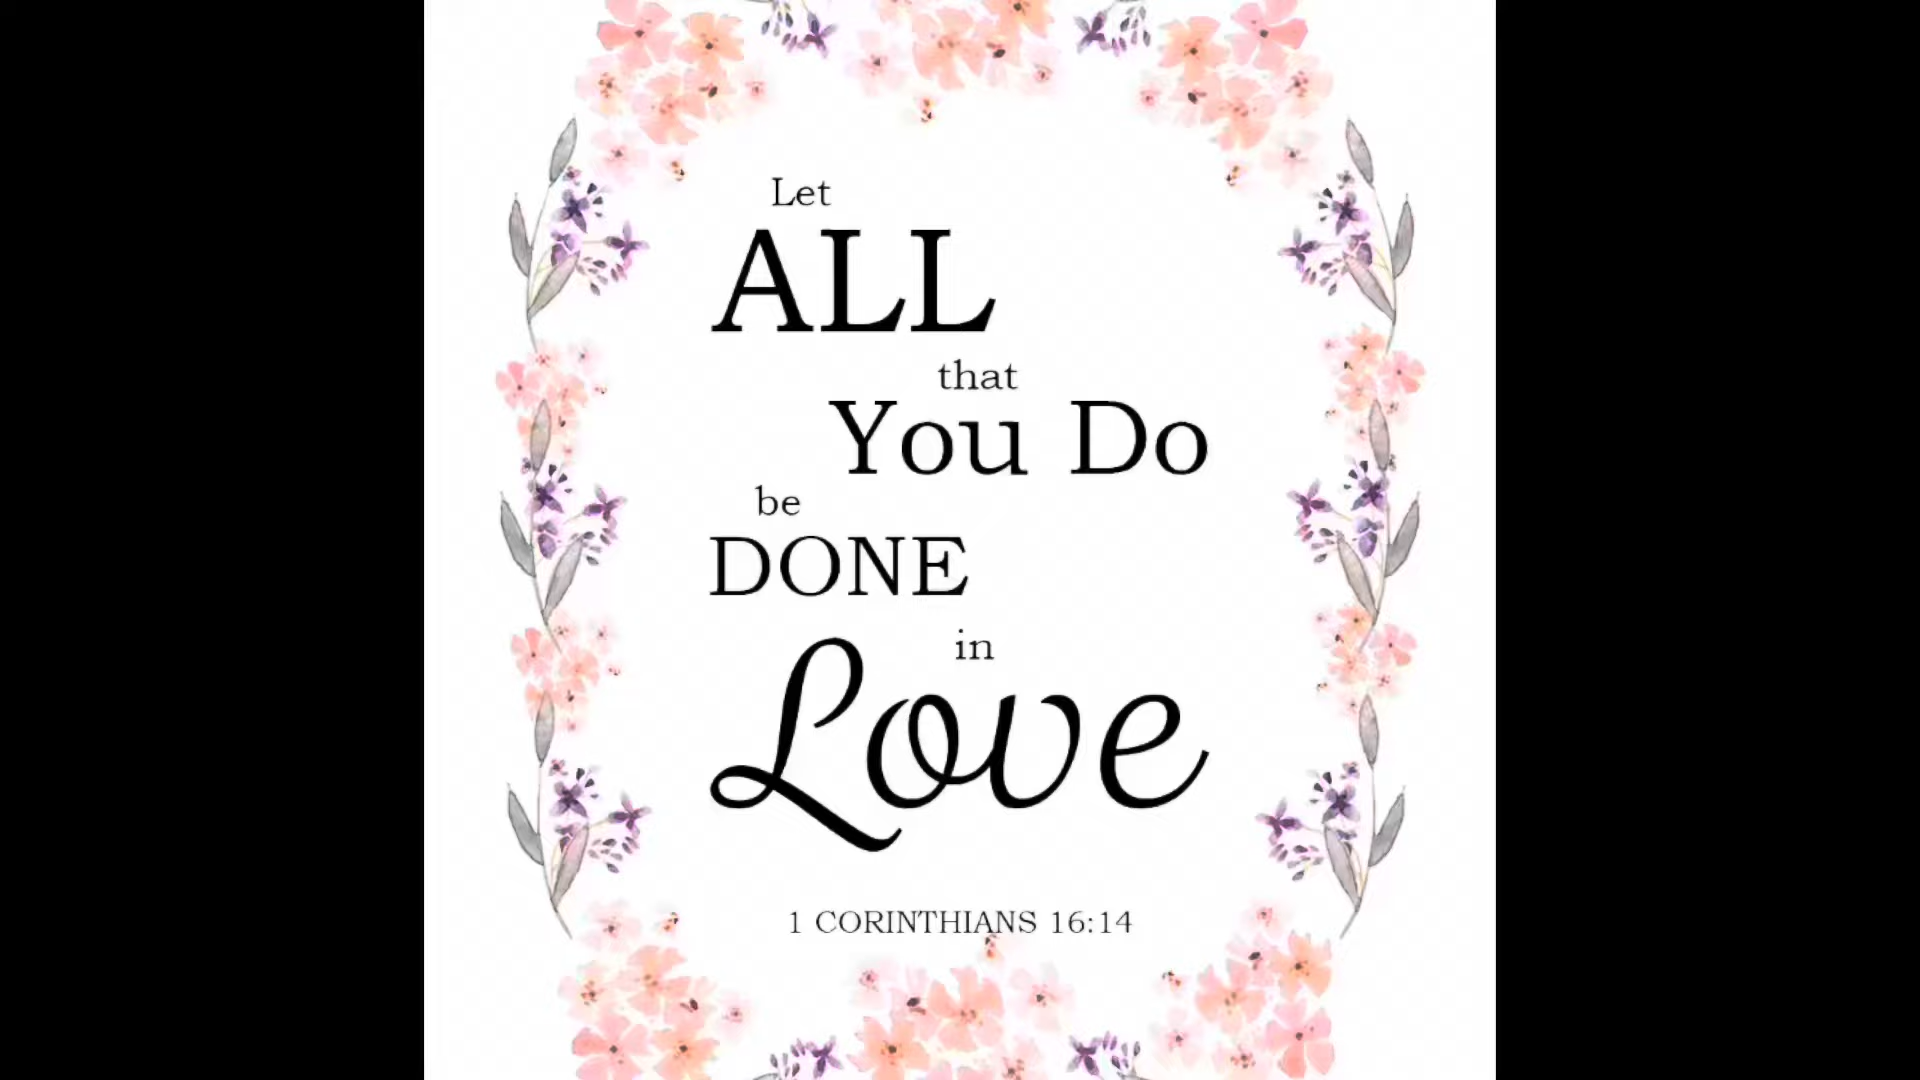 Let
ALL
that
You Do
be
DONE
in
Love
1 CORINTHIANS 16:14